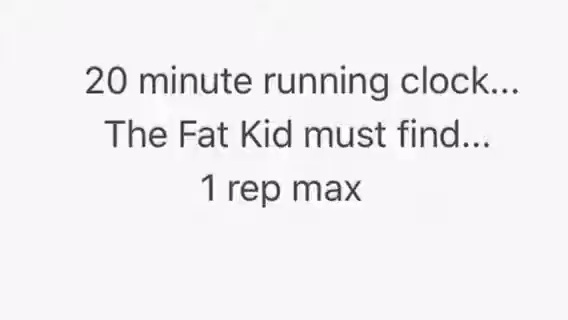 20 minute running clock...
The Fat Kid must find...
1 rep max